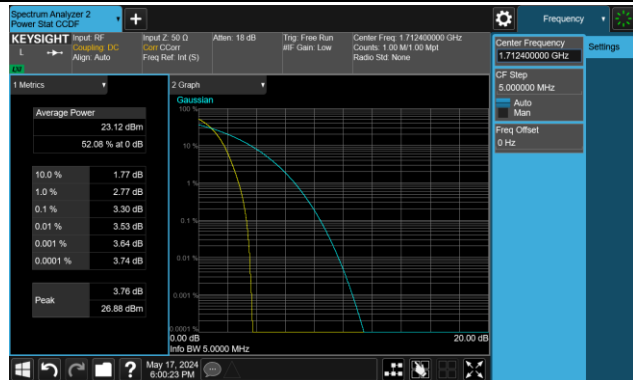 Spectrum Analyzer 2
Power Stat CCDF
Frequency
Settings
KEYSIGHT
L
LVI
Input: RF
Coupling: DC
Align: Auto
Input Z: 50 Ω
Corr CCorr
Freq Ref: Int (S)
Atten: 18 dB
Trig: Free Run
#IF Gain: Low
Center Freq: 1.712400000 GHz
Counts: 1.00 M/1.00 Mpt
Radio Std: None
Center Frequency
1.712400000 GHz
CF Step
5.000000 MHz
Auto
Man
Freq Offset
0 Hz
1 Metrics
Average Power
23.12 dBm
52.08 % at 0 dB
10.0 % 1.77 dB
1.0 % 2.77 dB
0.1 % 3.30 dB
0.01 % 3.53 dB
0.001 % 3.64 dB
0.0001 % 3.74 dB
Peak
3.76 dB
26.88 dBm
2 Graph
Gaussian
100 %
10 %
1 %
0.1 %
0.01 %
0.001 %
0.0001 %
0.00 dB 20.00 dB
Info BW 5.0000 MHz
May 17, 2024
6:00:23 PM